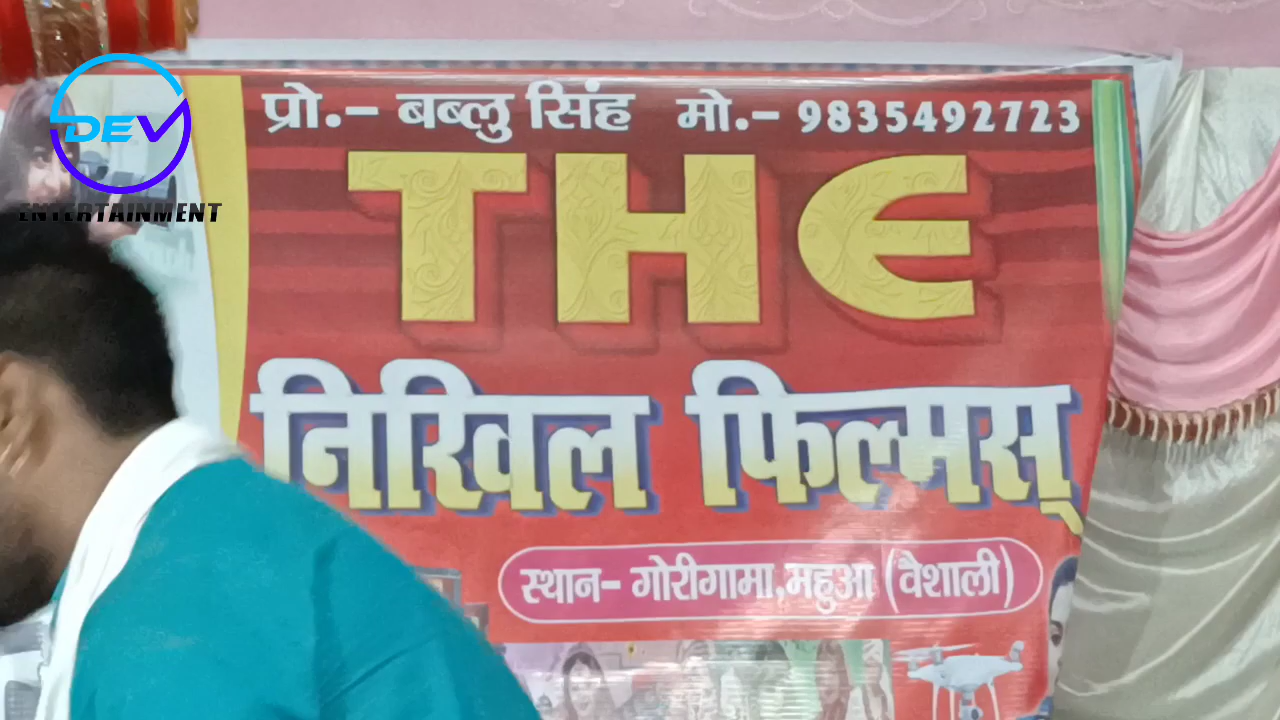 प्रो.- बब्लु सिंह मो.- 9835492723
THE
निखिल फिल्मस्
स्थान- गोरीगामा,महुआ (वैशाली)
DEV
ENTERTAINMENT